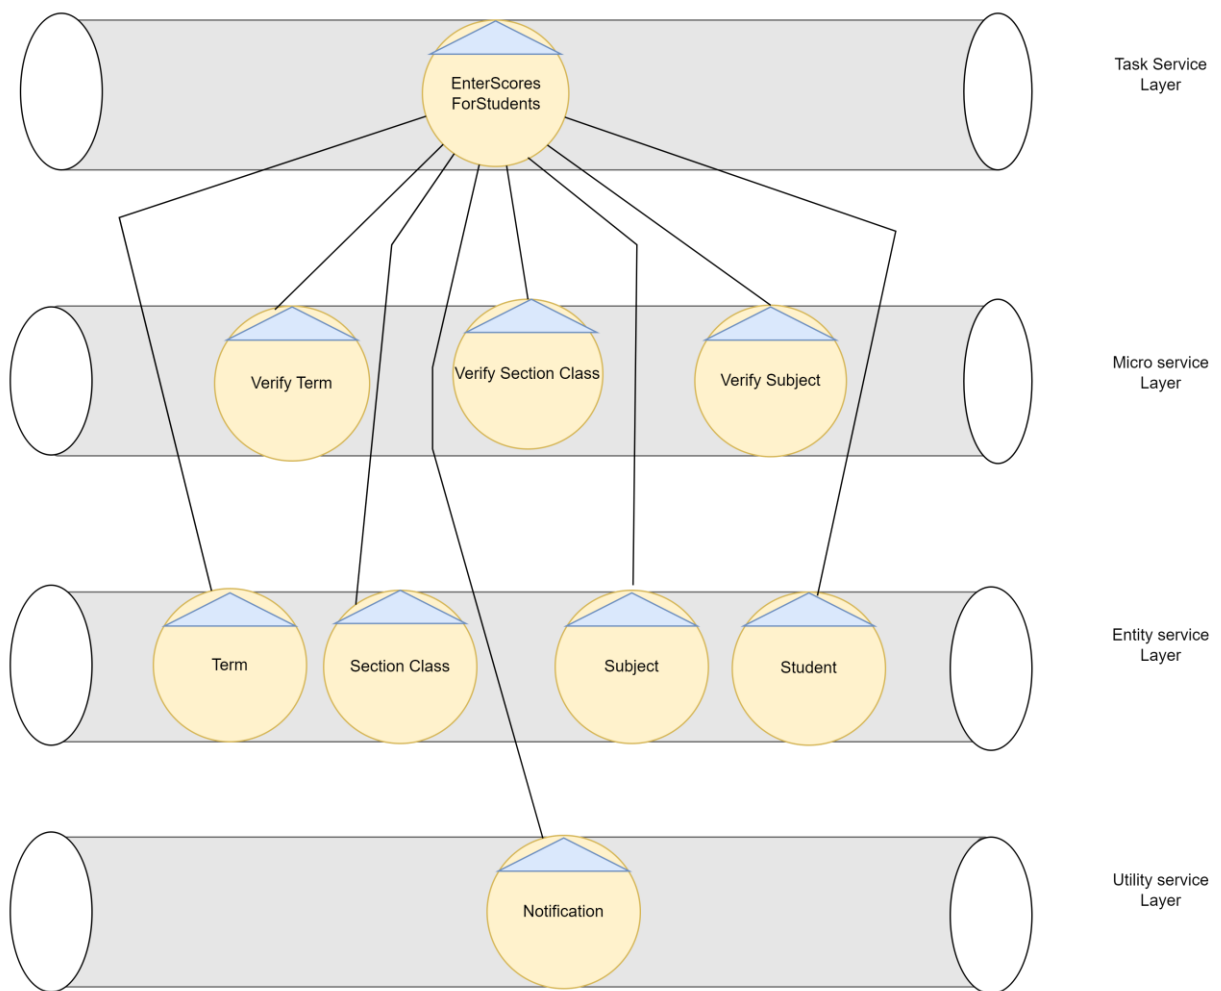 EnterScores
ForStudents
Task Service
Layer
Verify Term
Verify Section Class
Verify Subject
Micro service
Layer
Term
Section Class
Subject
Student
Entity service
Layer
Notification
Utility service
Layer